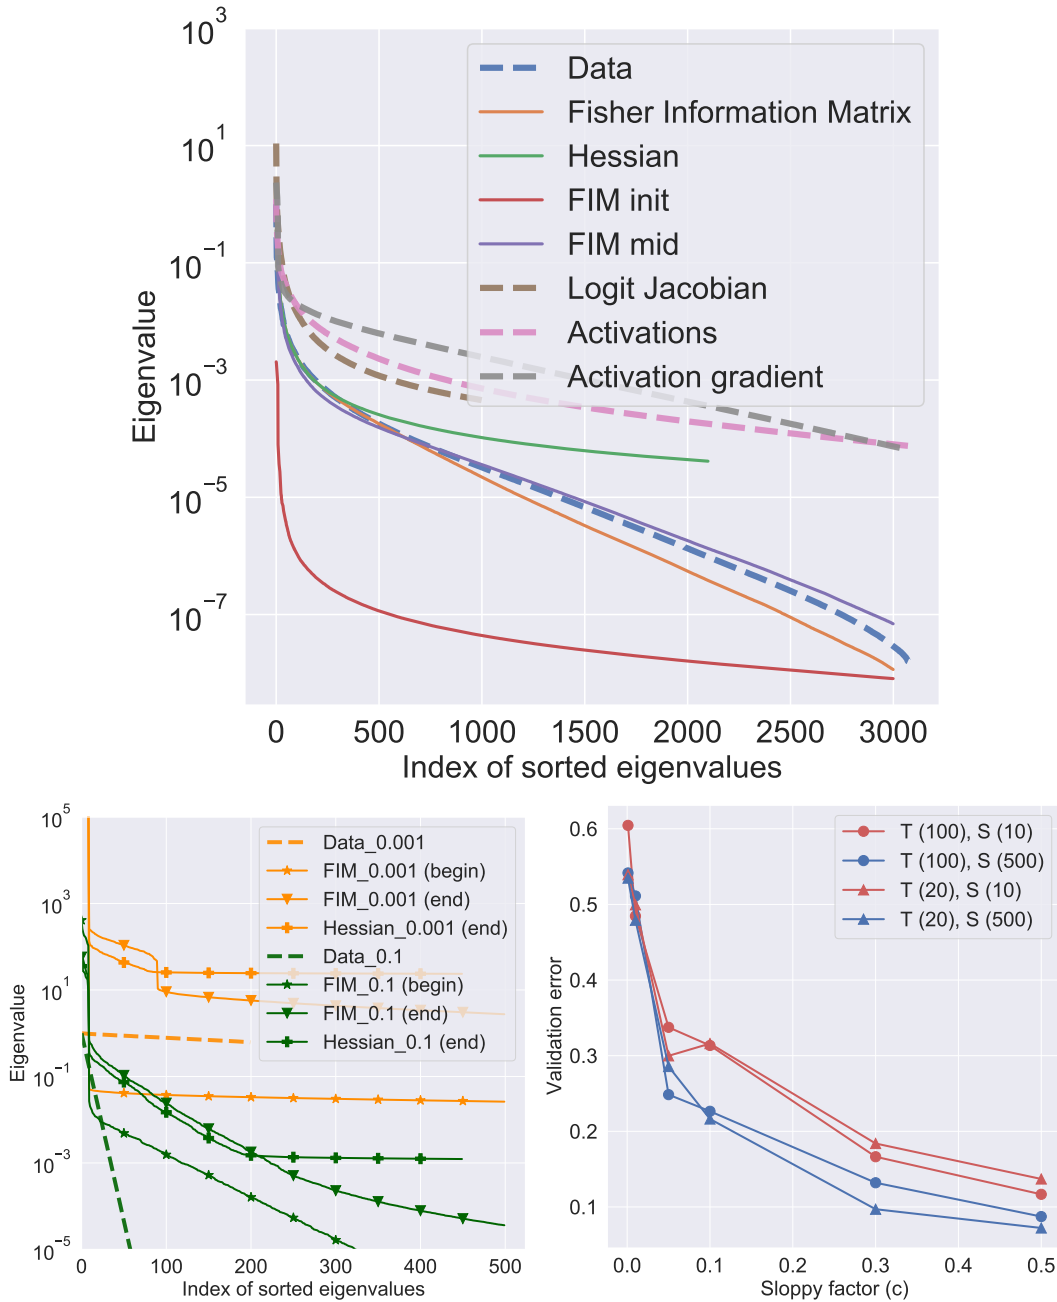 10^3
10^1
10^−1
10^−3
10^−5
10^−7
Eigenvalue
Data
Fisher Information Matrix
Hessian
FIM init
FIM mid
Logit Jacobian
Activations
Activation gradient
0 500 1000 1500 2000 2500 3000
Index of sorted eigenvalues
10^5
10^3
10^1
10^−1
10^−3
10^−5
Eigenvalue
Data_0.001
FIM_0.001 (begin)
FIM_0.001 (end)
Hessian_0.001 (end)
Data_0.1
FIM_0.1 (begin)
FIM_0.1 (end)
Hessian_0.1 (end)
0 100 200 300 400 500
Index of sorted eigenvalues
0.6
0.5
0.4
0.3
0.2
0.1
Validation error
T (100), S (10)
T (100), S (500)
T (20), S (10)
T (20), S (500)
0.0 0.1 0.2 0.3 0.4 0.5
Sloppy factor (c)